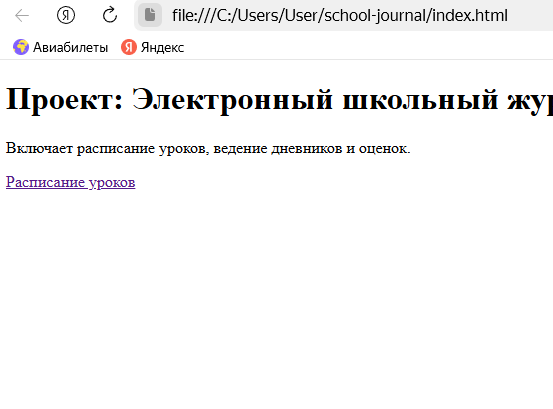 file:///C:/Users/User/school-journal/index.html
Авиабилеты Яндекс
Проект: Электронный школьный жур
Включает расписание уроков, ведение дневников и оценок.
Расписание уроков